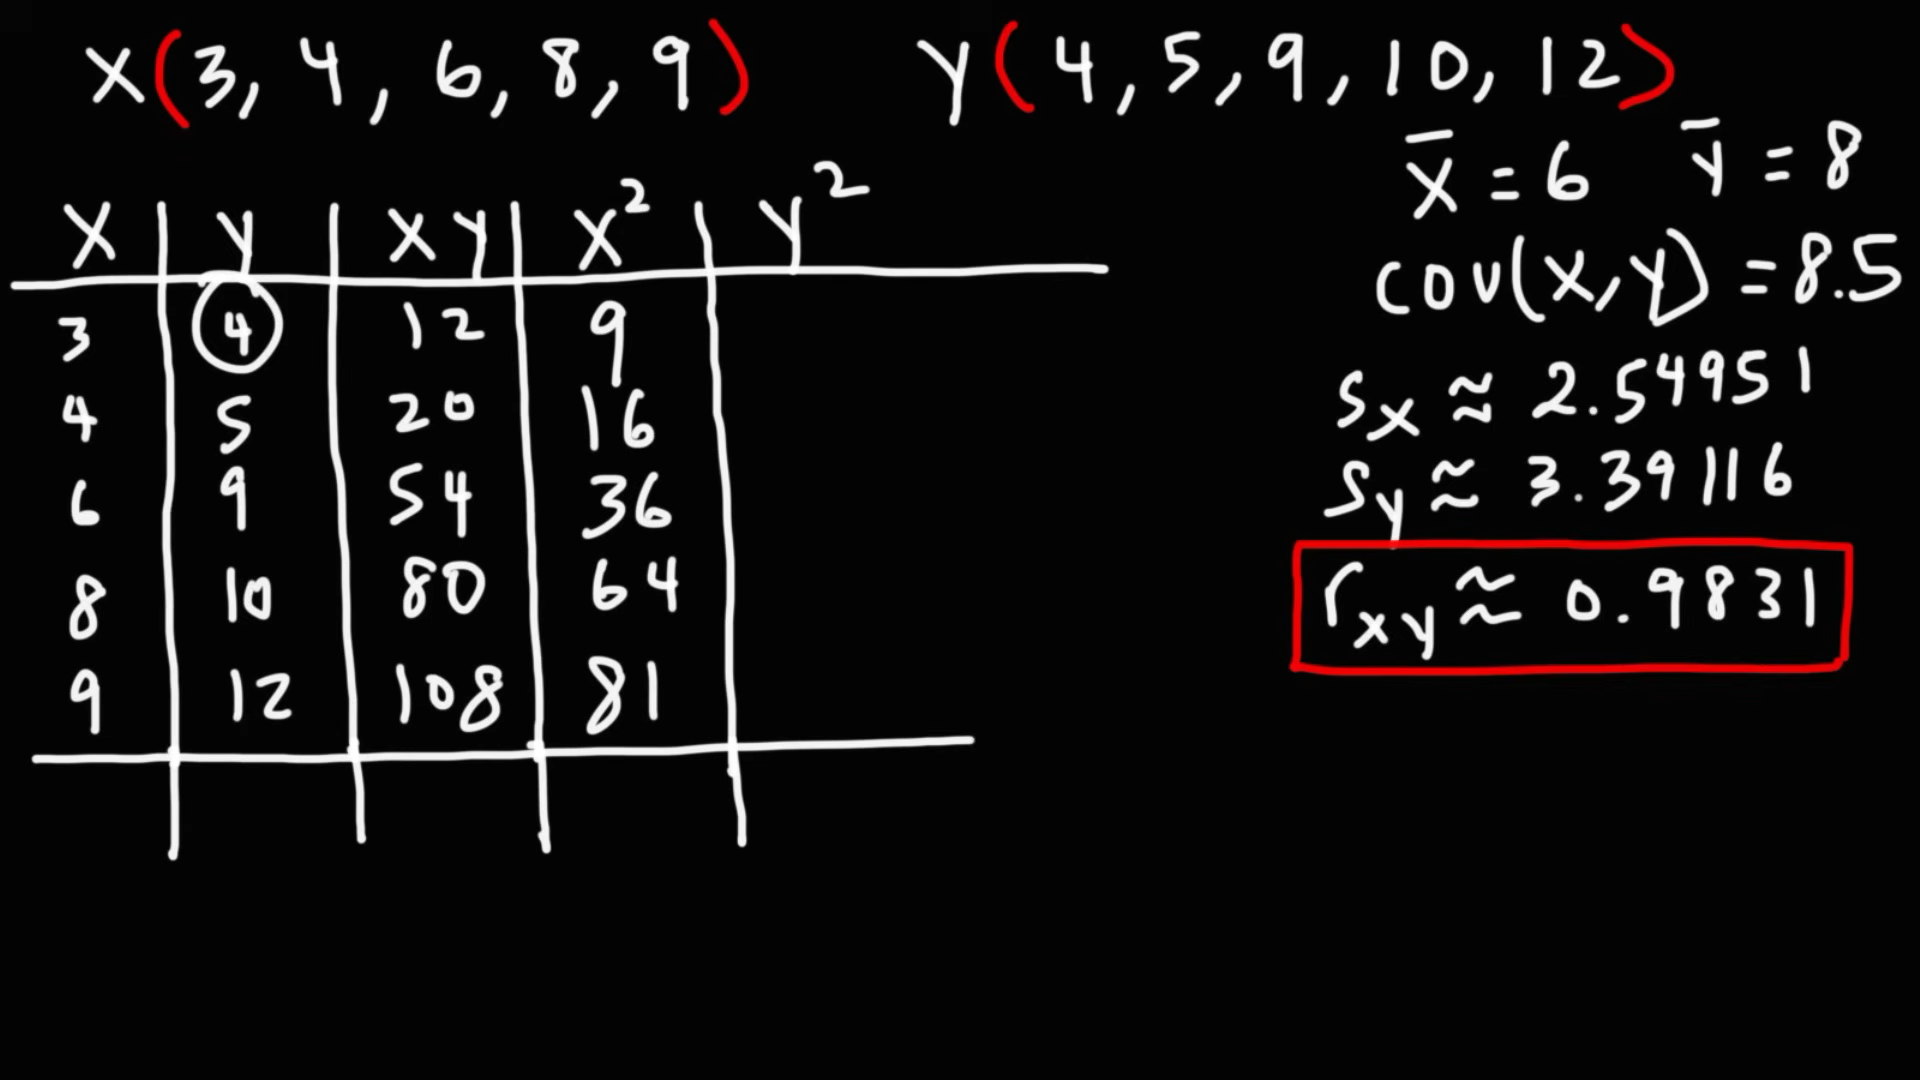 X(3, 4, 6, 8, 9) Y(4, 5, 9, 10, 12)
x̄ = 6 ȳ = 8
cov(x,y) = 8.5
Sx ≈ 2.54951
Sy ≈ 3.39116
rxy ≈ 0.9831
X y xy x² y²
3 4 12 9
4 5 20 16
6 9 54 36
8 10 80 64
9 12 108 81